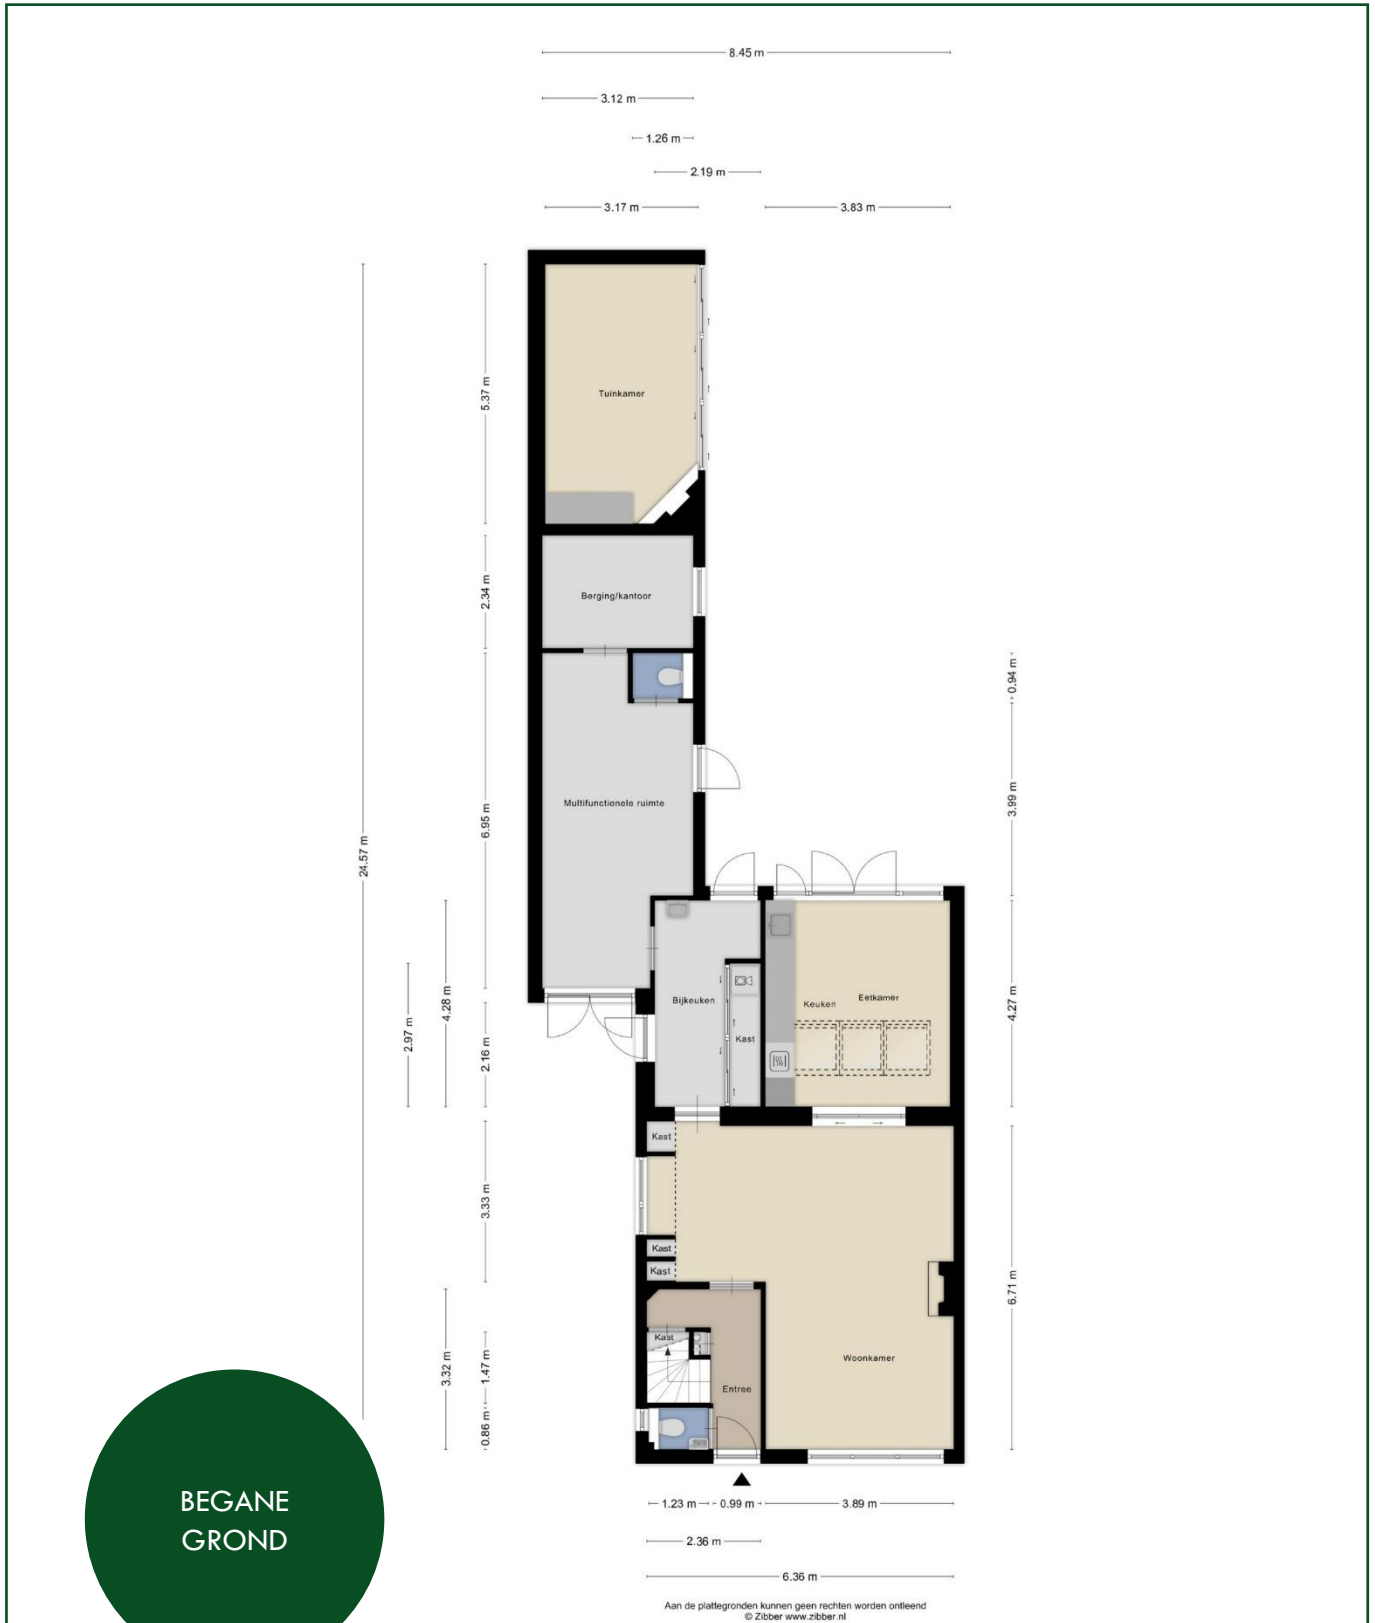 8.45 m
3.12 m
1.26 m
2.19 m
3.17 m
3.83 m
5.37 m
Tuinkamer
2.34 m
Berging/kantoor
0.94 m
24.57 m
6.95 m
Multifunctionele ruimte
3.99 m
4.28 m
2.97 m
2.16 m
Bijkeuken
Kast
Keuken
Eetkamer
4.27 m
Kast
3.33 m
Kast
Kast
6.71 m
3.32 m
1.47 m
Kast
Woonkamer
Entree
0.86 m
1.23 m
0.99 m
3.89 m
2.36 m
6.36 m
BEGANE
GROND
Aan de plattegronden kunnen geen rechten worden ontleend
© Zibber www.zibber.nl